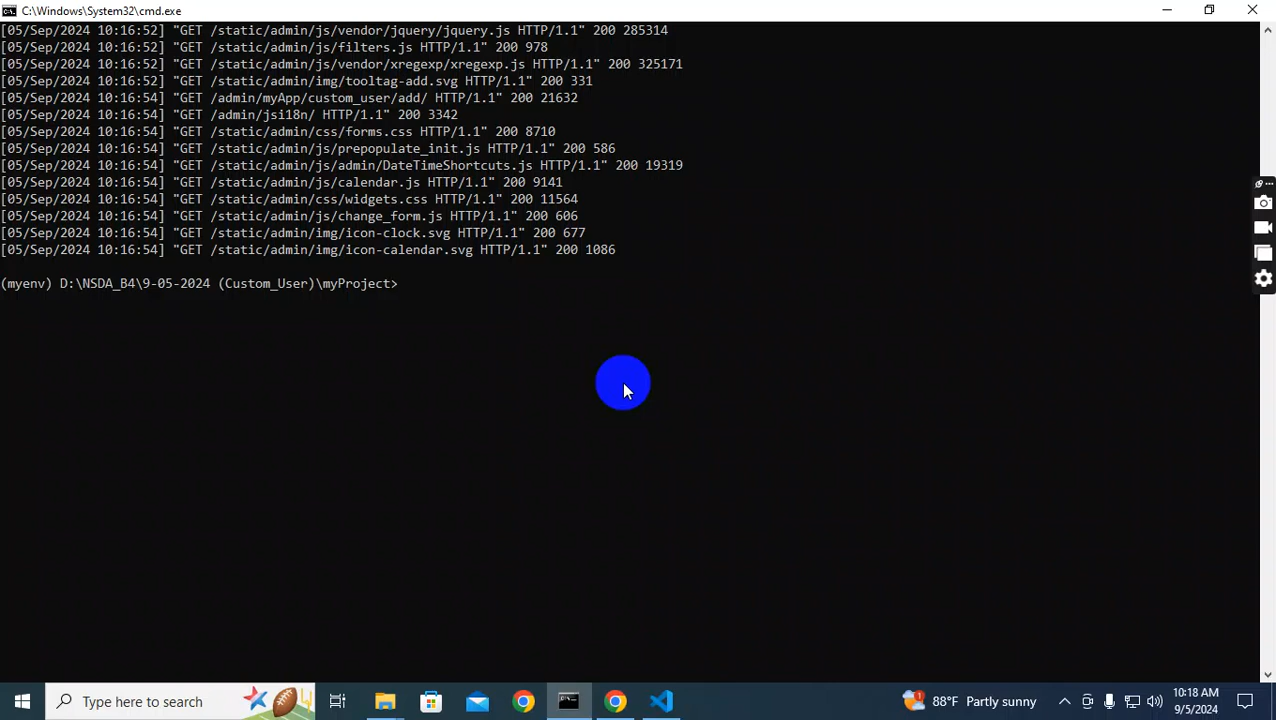 C:\Windows\System32\cmd.exe
[05/Sep/2024 10:16:52] "GET /static/admin/js/vendor/jquery/jquery.js HTTP/1.1" 200 285314
[05/Sep/2024 10:16:52] "GET /static/admin/js/filters.js HTTP/1.1" 200 978
[05/Sep/2024 10:16:52] "GET /static/admin/js/vendor/xregexp/xregexp.js HTTP/1.1" 200 325171
[05/Sep/2024 10:16:52] "GET /static/admin/img/tooltag-add.svg HTTP/1.1" 200 331
[05/Sep/2024 10:16:54] "GET /admin/myApp/custom_user/add/ HTTP/1.1" 200 21632
[05/Sep/2024 10:16:54] "GET /admin/jsi18n/ HTTP/1.1" 200 3342
[05/Sep/2024 10:16:54] "GET /static/admin/css/forms.css HTTP/1.1" 200 8710
[05/Sep/2024 10:16:54] "GET /static/admin/js/prepopulate_init.js HTTP/1.1" 200 586
[05/Sep/2024 10:16:54] "GET /static/admin/js/admin/DateTimeShortcuts.js HTTP/1.1" 200 19319
[05/Sep/2024 10:16:54] "GET /static/admin/js/calendar.js HTTP/1.1" 200 9141
[05/Sep/2024 10:16:54] "GET /static/admin/css/widgets.css HTTP/1.1" 200 11564
[05/Sep/2024 10:16:54] "GET /static/admin/js/change_form.js HTTP/1.1" 200 606
[05/Sep/2024 10:16:54] "GET /static/admin/img/icon-clock.svg HTTP/1.1" 200 677
[05/Sep/2024 10:16:54] "GET /static/admin/img/icon-calendar.svg HTTP/1.1" 200 1086
(myenv) D:\NSDA_B4\9-05-2024 (Custom_User)\myProject>
Type here to search
1
88°F Partly sunny
10:18 AM
9/5/2024